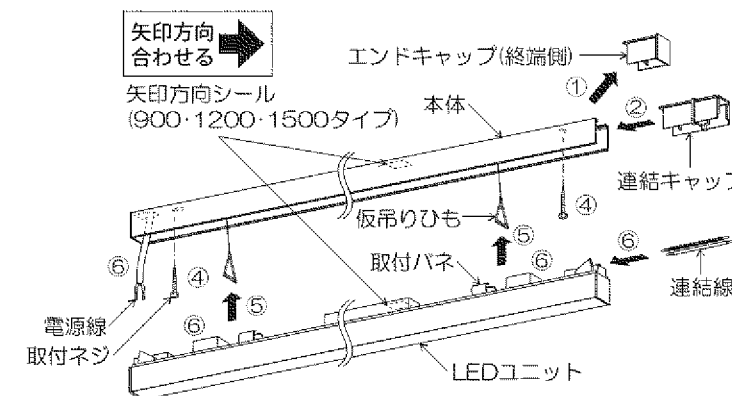 矢印方向
合わせる
矢印方向シール
(900・1200・1500タイプ)
エンドキャップ(終端側)
①
②
本体
連結キャップ
仮吊りひも
④
⑤
⑥
取付バネ
⑥
連結線
⑥
④
⑤
⑥
電源線
取付ネジ
LEDユニット